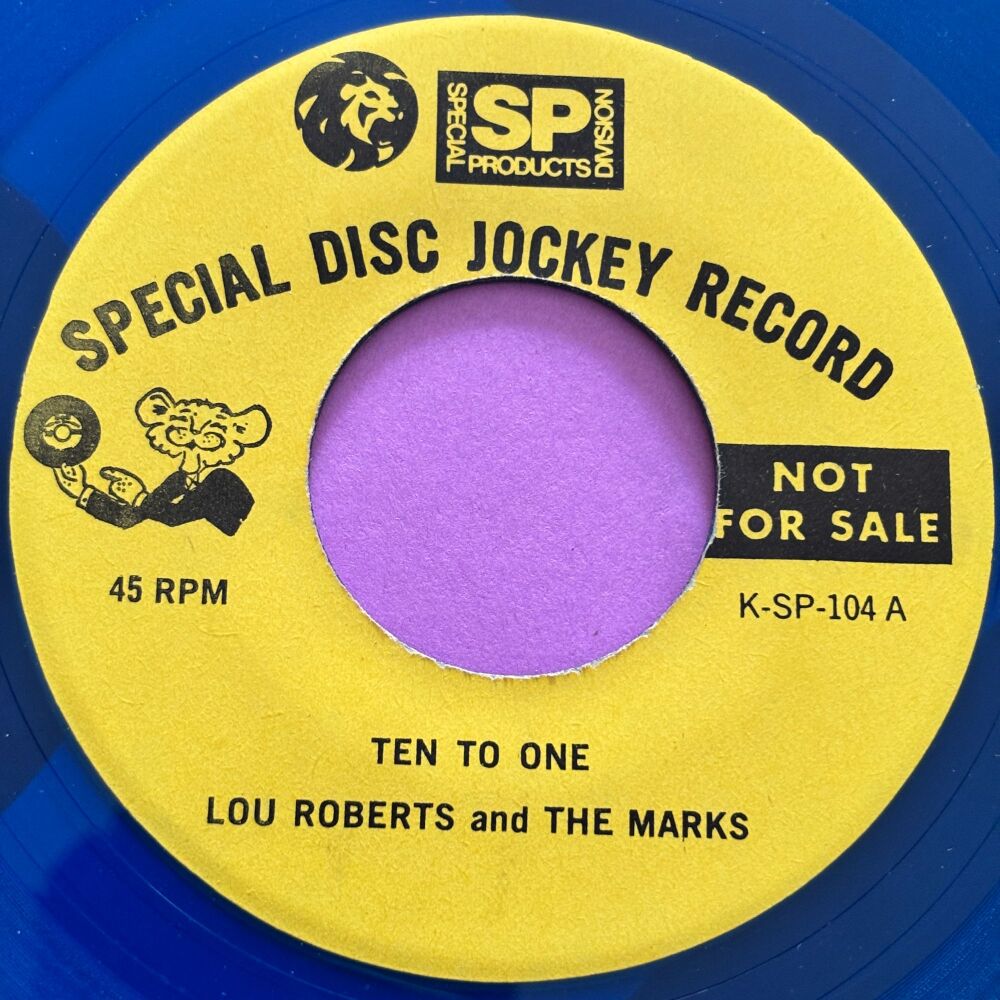 SPECIAL
SP
PRODUCTS
DIVISION
SPECIAL DISC JOCKEY RECORD
NOT
FOR SALE
45 RPM
K-SP-104 A
TEN TO ONE
LOU ROBERTS and THE MARKS